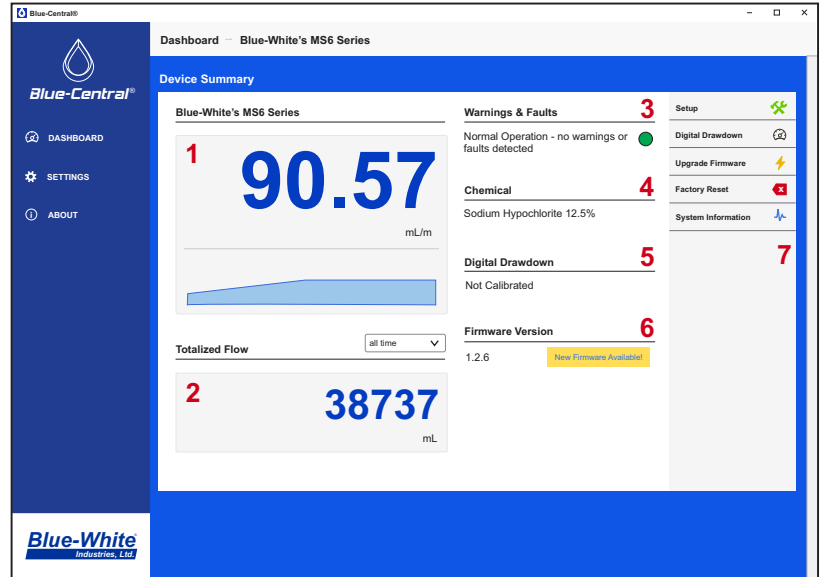 Blue-Central®
Dashboard — Blue-White's MS6 Series
Blue-Central®
DASHBOARD
SETTINGS
ABOUT
Blue-White
Industries, Ltd.
Device Summary
Blue-White's MS6 Series
1
90.57
mL/m
Totalized Flow
all time
2
38737
mL
Warnings & Faults
3
Normal Operation - no warnings or
faults detected
Chemical
4
Sodium Hypochlorite 12.5%
Digital Drawdown
5
Not Calibrated
Firmware Version
6
1.2.6
New Firmware Available!
Setup
Digital Drawdown
Upgrade Firmware
Factory Reset
x
System Information
7